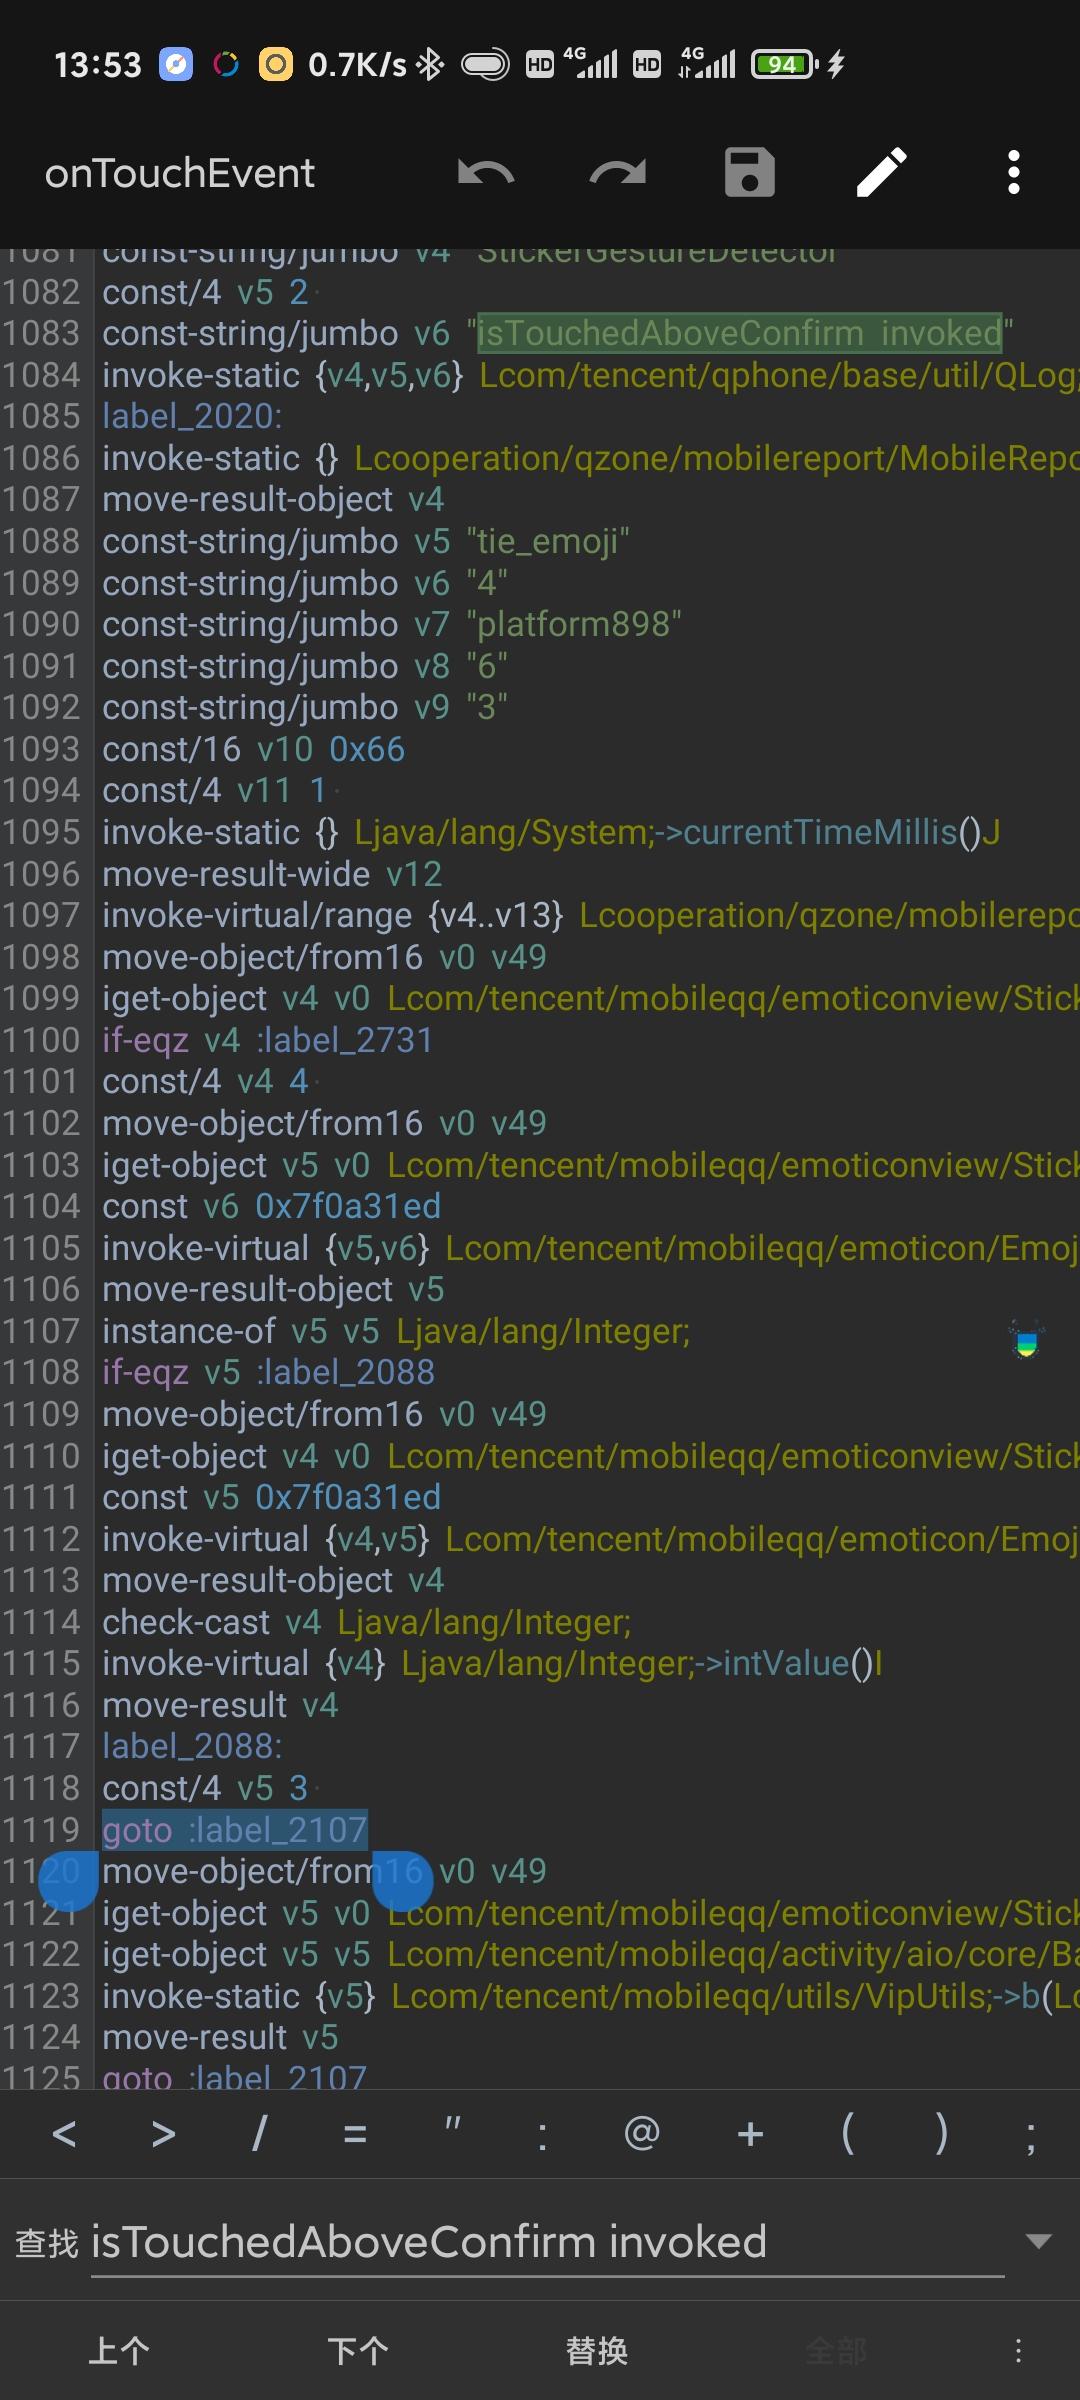 13:53 0.7K/s HD 4G HD 4G 94
onTouchEvent
1081 const-string/jumbo v4 "StickerGestureDetector
1082 const/4 v5 2
1083 const-string/jumbo v6 "isTouchedAboveConfirm invoked"
1084 invoke-static {v4,v5,v6} Lcom/tencent/qphone/base/util/QLog;
1085 label_2020:
1086 invoke-static {} Lcooperation/qzone/mobilereport/MobileRepo
1087 move-result-object v4
1088 const-string/jumbo v5 "tie_emoji"
1089 const-string/jumbo v6 "4"
1090 const-string/jumbo v7 "platform898"
1091 const-string/jumbo v8 "6"
1092 const-string/jumbo v9 "3"
1093 const/16 v10 0x66
1094 const/4 v11 1
1095 invoke-static {} Ljava/lang/System;->currentTimeMillis()J
1096 move-result-wide v12
1097 invoke-virtual/range {v4..v13} Lcooperation/qzone/mobilerepo
1098 move-object/from16 v0 v49
1099 iget-object v4 v0 Lcom/tencent/mobileqq/emoticonview/Stick
1100 if-eqz v4 :label_2731
1101 const/4 v4 4
1102 move-object/from16 v0 v49
1103 iget-object v5 v0 Lcom/tencent/mobileqq/emoticonview/Stick
1104 const v6 0x7f0a31ed
1105 invoke-virtual {v5,v6} Lcom/tencent/mobileqq/emoticon/Emoj
1106 move-result-object v5
1107 instance-of v5 v5 Ljava/lang/Integer;
1108 if-eqz v5 :label_2088
1109 move-object/from16 v0 v49
1110 iget-object v4 v0 Lcom/tencent/mobileqq/emoticonview/Stick
1111 const v5 0x7f0a31ed
1112 invoke-virtual {v4,v5} Lcom/tencent/mobileqq/emoticon/Emoj
1113 move-result-object v4
1114 check-cast v4 Ljava/lang/Integer;
1115 invoke-virtual {v4} Ljava/lang/Integer;->intValue()I
1116 move-result v4
1117 label_2088:
1118 const/4 v5 3
1119 goto :label_2107
1120 move-object/from16 v0 v49
1121 iget-object v5 v0 Lcom/tencent/mobileqq/emoticonview/Stick
1122 iget-object v5 v5 Lcom/tencent/mobileqq/activity/aio/core/Ba
1123 invoke-static {v5} Lcom/tencent/mobileqq/utils/VipUtils;->b(Lc
1124 move-result v5
1125 goto :label_2107
< > / = " : @ + ( ) ;
查找 isTouchedAboveConfirm invoked
上个 下个 替换 全部